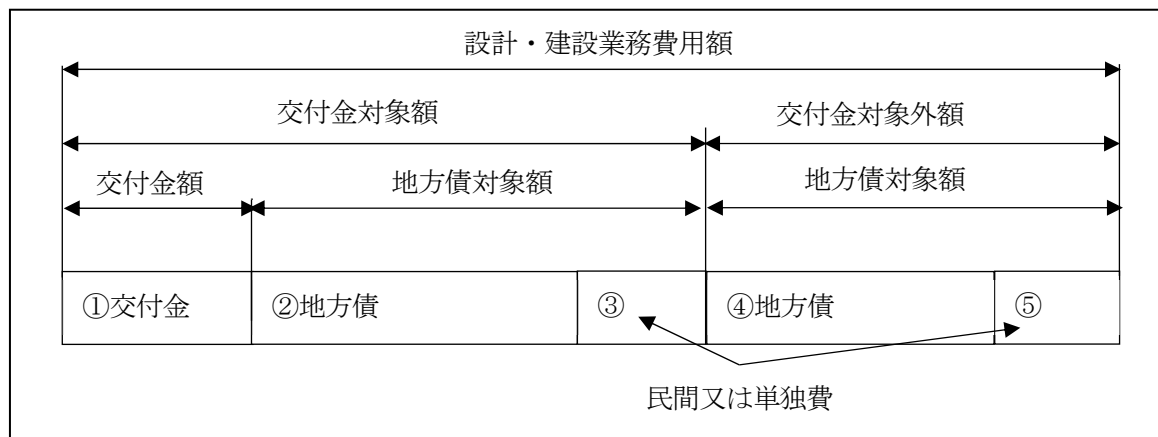 設計・建設業務費用額
交付金対象額 交付金対象外額
交付金額 地方債対象額 地方債対象額
①交付金 ②地方債 ③ ④地方債 ⑤
民間又は単独費